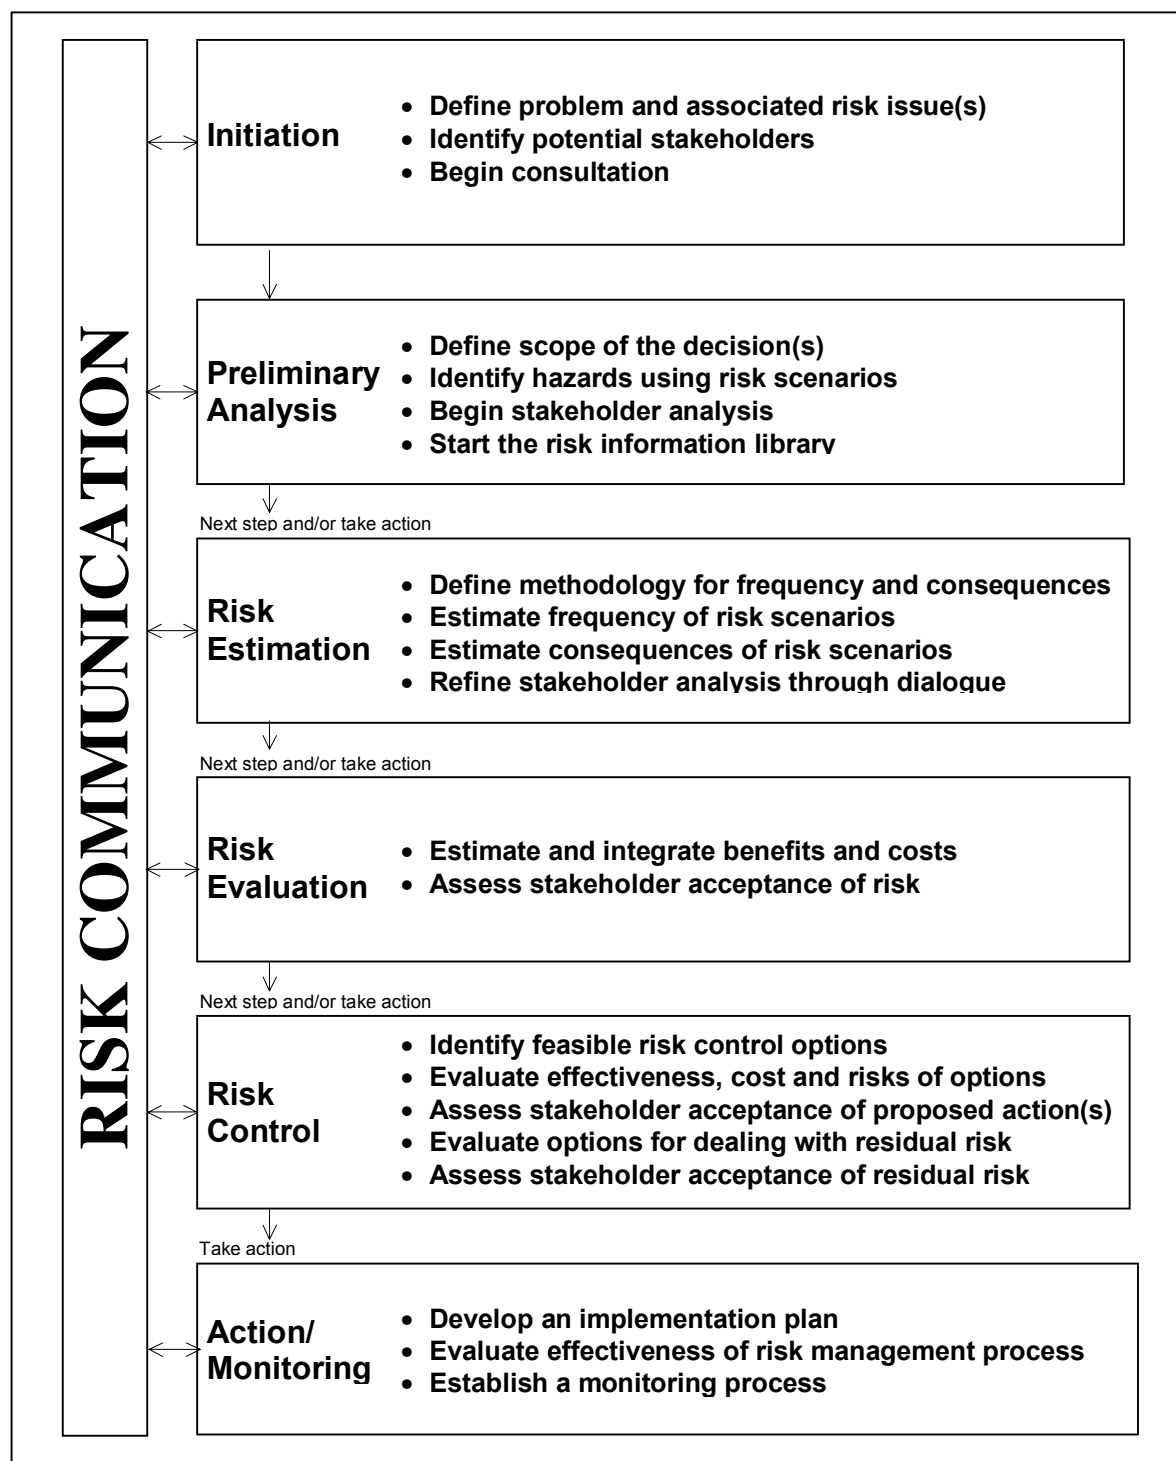 RISK COMMUNICATION
Initiation
• Define problem and associated risk issue(s)
• Identify potential stakeholders
• Begin consultation
Preliminary
Analysis
• Define scope of the decision(s)
• Identify hazards using risk scenarios
• Begin stakeholder analysis
• Start the risk information library
Next step and/or take action
Risk
Estimation
• Define methodology for frequency and consequences
• Estimate frequency of risk scenarios
• Estimate consequences of risk scenarios
• Refine stakeholder analysis through dialogue
Next step and/or take action
Risk
Evaluation
• Estimate and integrate benefits and costs
• Assess stakeholder acceptance of risk
Next step and/or take action
Risk
Control
• Identify feasible risk control options
• Evaluate effectiveness, cost and risks of options
• Assess stakeholder acceptance of proposed action(s)
• Evaluate options for dealing with residual risk
• Assess stakeholder acceptance of residual risk
Take action
Action/
Monitoring
• Develop an implementation plan
• Evaluate effectiveness of risk management process
• Establish a monitoring process